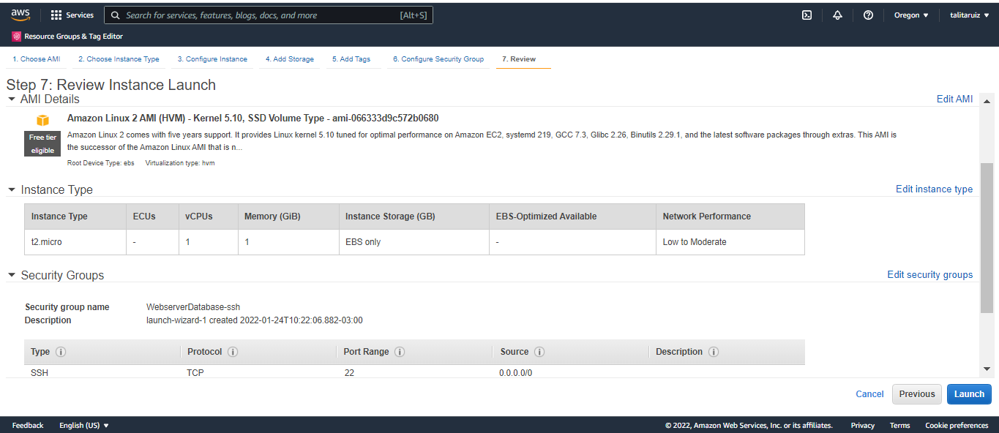 aws Services Search for services, features, blogs, docs, and more [Alt+S] Oregon talitaruiz
Resource Groups & Tag Editor
1. Choose AMI 2. Choose Instance Type 3. Configure Instance 4. Add Storage 5. Add Tags 6. Configure Security Group 7. Review
Step 7: Review Instance Launch
AMI Details Edit AMI
Amazon Linux 2 AMI (HVM) - Kernel 5.10, SSD Volume Type - ami-066333d9c572b0680
Free tier eligible
Amazon Linux 2 comes with five years support. It provides Linux kernel 5.10 tuned for optimal performance on Amazon EC2, systemd 219, GCC 7.3, Glibc 2.26, Binutils 2.29.1, and the latest software packages through extras. This AMI is
the successor of the Amazon Linux AMI that is n...
Root Device Type: ebs Virtualization type: hvm
Instance Type Edit instance type
Instance Type ECUs vCPUs Memory (GiB) Instance Storage (GB) EBS-Optimized Available Network Performance
t2.micro - 1 1 EBS only - Low to Moderate
Security Groups Edit security groups
Security group name WebserverDatabase-ssh
Description launch-wizard-1 created 2022-01-24T10:22:06.882-03:00
Type Protocol Port Range Source Description
SSH TCP 22 0.0.0.0/0
Cancel Previous Launch
Feedback English (US) © 2022, Amazon Web Services, Inc. or its affiliates. Privacy Terms Cookie preferences